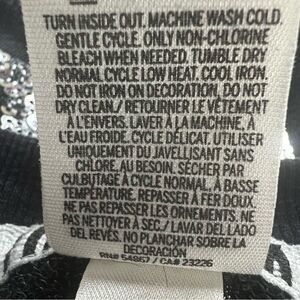 TURN INSIDE OUT. MACHINE WASH COLD.
GENTLE CYCLE. ONLY NON-CHLORINE
BLEACH WHEN NEEDED. TUMBLE DRY
NORMAL CYCLE LOW HEAT. COOL IRON.
DO NOT IRON ON DECORATION. DO NOT
DRY CLEAN./ RETOURNER LE VÊTEMENT
À L'ENVERS. LAVER À LA MACHINE, À
L'EAU FROIDE. CYCLE DÉLICAT. UTILISER
UNIQUEMENT DU JAVELLISANT SANS
CHLORE, AU BESOIN. SÉCHER PAR
CULBUTAGE À CYCLE NORMAL, À BASSE
TEMPÉRATURE. REPASSER À FER DOUX.
NE PAS REPASSER LES ORNEMENTS. NE
PAS NETTOYER À SEC./ LAVAR DEL LADO
DEL REVÉS. NO PLANCHAR SOBRE LA
DECORACIÓN
RN# 54867 / CA# 23226